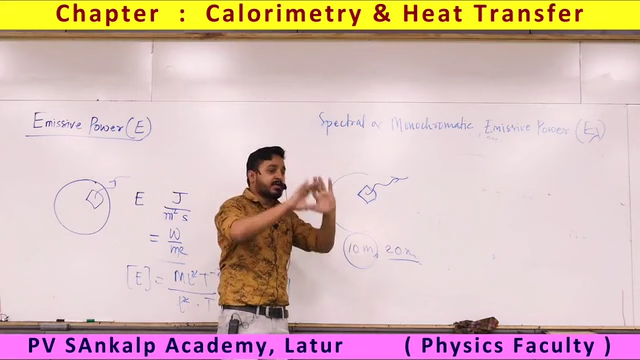 Chapter : Calorimetry & Heat Transfer
Emissive Power (E)
Spectral or Monochromatic Emissive Power (Eλ)
E J
m² s
= W
m²
10 m, 20 n
[E] =
PV SAnkalp Academy, Latur ( Physics Faculty )